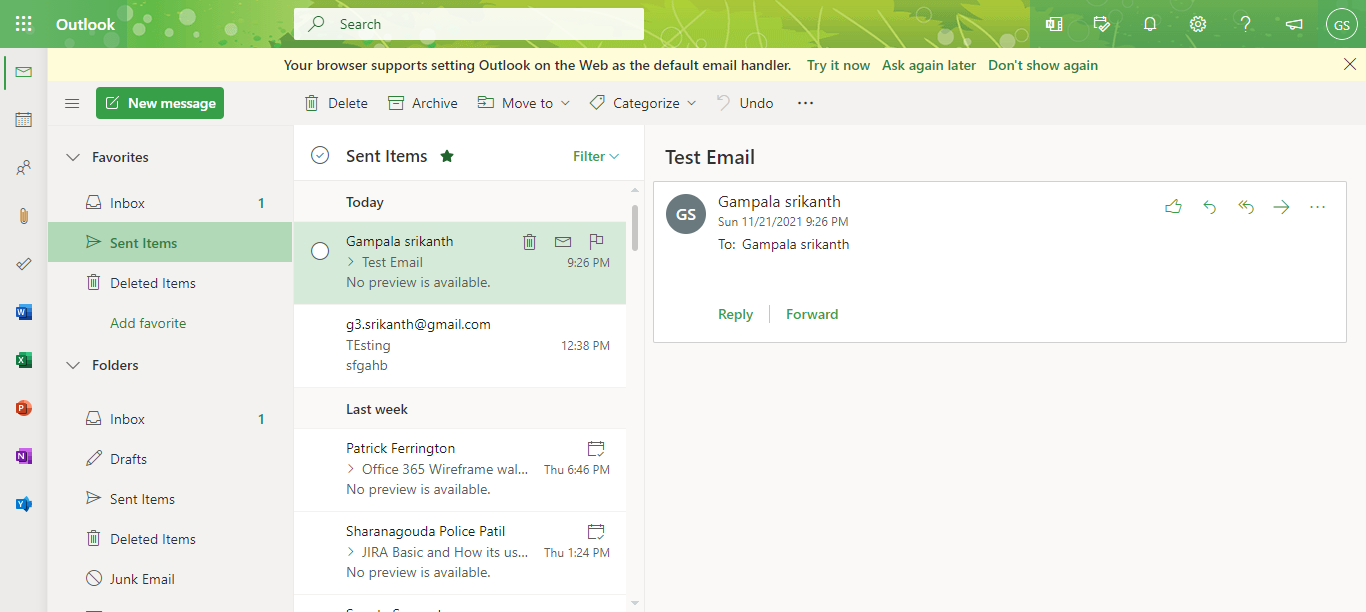 Outlook
Search
GS
Your browser supports setting Outlook on the Web as the default email handler. Try it now Ask again later Don't show again
New message
Delete
Archive
Move to
Categorize
Undo
Favorites
Inbox 1
Sent Items
Deleted Items
Add favorite
Folders
Inbox 1
Drafts
Sent Items
Deleted Items
Junk Email
Sent Items
Filter
Today
Gampala srikanth
Test Email 9:26 PM
No preview is available.
g3.srikanth@gmail.com
TEsting 12:38 PM
sfgahb
Last week
Patrick Ferrington
Office 365 Wireframe wal... Thu 6:46 PM
No preview is available.
Sharanagouda Police Patil
JIRA Basic and How its us... Thu 1:24 PM
No preview is available.
Test Email
GS
Gampala srikanth
Sun 11/21/2021 9:26 PM
To: Gampala srikanth
Reply
Forward